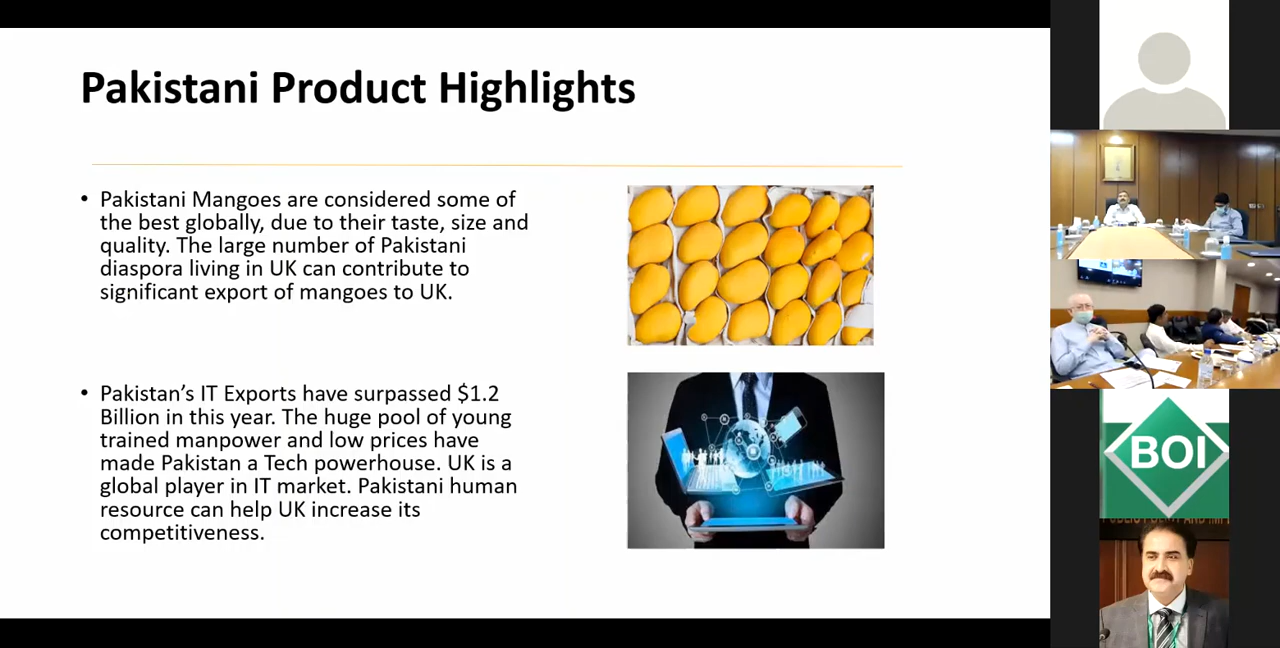 Pakistani Product Highlights
• Pakistani Mangoes are considered some of
the best globally, due to their taste, size and
quality. The large number of Pakistani
diaspora living in UK can contribute to
significant export of mangoes to UK.
• Pakistan’s IT Exports have surpassed $1.2
Billion in this year. The huge pool of young
trained manpower and low prices have
made Pakistan a Tech powerhouse. UK is a
global player in IT market. Pakistani human
resource can help UK increase its
competitiveness.
BOI